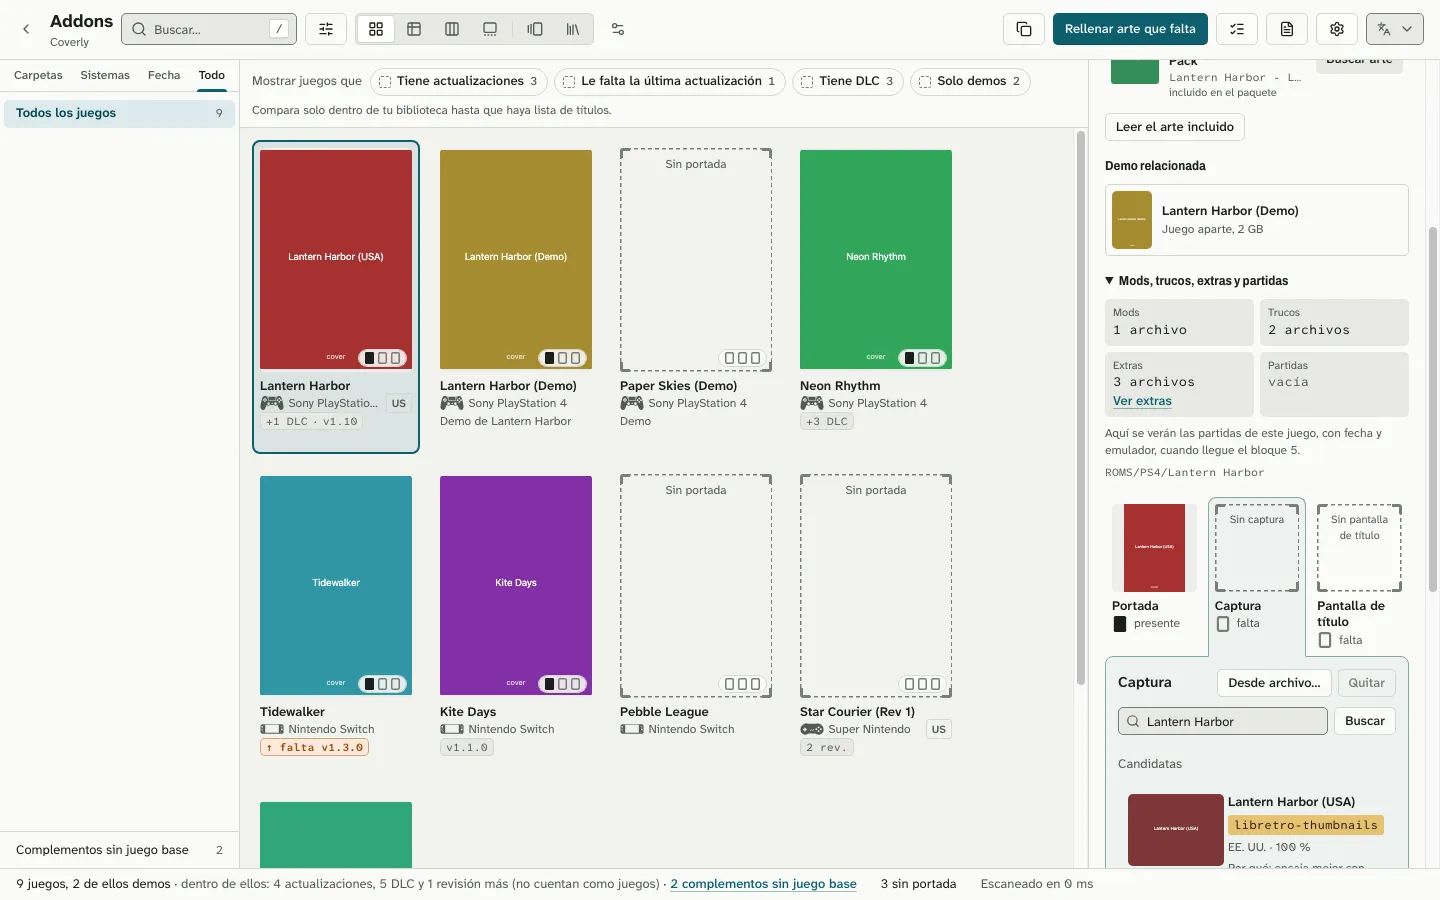 Addons
Coverly
Buscar...
/
Rellenar arte que falta
Carpetas
Sistemas
Fecha
Todo
Todos los juegos
9
Complementos sin juego base
2
Mostrar juegos que
Tiene actualizaciones 3
Le falta la última actualización 1
Tiene DLC 3
Solo demos 2
Compara solo dentro de tu biblioteca hasta que haya lista de títulos.
Lantern Harbor (USA)
cover
Lantern Harbor
Sony PlayStatio...
US
+1 DLC · v1.10
Lantern Harbor (Demo)
cover
Lantern Harbor (Demo)
Sony PlayStation 4
Demo de Lantern Harbor
Sin portada
Paper Skies (Demo)
Sony PlayStation 4
Demo
Neon Rhythm
cover
Neon Rhythm
Sony PlayStation 4
+3 DLC
Tidewalker
cover
Tidewalker
Nintendo Switch
↑ falta v1.3.0
Kite Days
cover
Kite Days
Nintendo Switch
v1.1.0
Sin portada
Pebble League
Nintendo Switch
Sin portada
Star Courier (Rev 1)
Super Nintendo
US
2 rev.
Pack
Lantern Harbor - L…
incluido en el paquete
Buscar arte
Leer el arte incluido
Demo relacionada
Lantern Harbor (Demo)
Juego aparte, 2 GB
▼ Mods, trucos, extras y partidas
Mods
1 archivo
Trucos
2 archivos
Extras
3 archivos
Ver extras
Partidas
vacía
Aquí se verán las partidas de este juego, con fecha y
emulador, cuando llegue el bloque 5.
ROMS/PS4/Lantern Harbor
Lantern Harbor (USA)
Portada
presente
Sin captura
Captura
falta
Sin pantalla
de título
Pantalla de
título
falta
Captura
Desde archivo...
Quitar
Lantern Harbor
Buscar
Candidatas
Lantern Harbor (USA)
Lantern Harbor (USA)
libretro-thumbnails
EE. UU. · 100 %
Por qué: encaja mejor con
9 juegos, 2 de ellos demos · dentro de ellos: 4 actualizaciones, 5 DLC y 1 revisión más (no cuentan como juegos) · 2 complementos sin juego base
3 sin portada
Escaneado en 0 ms